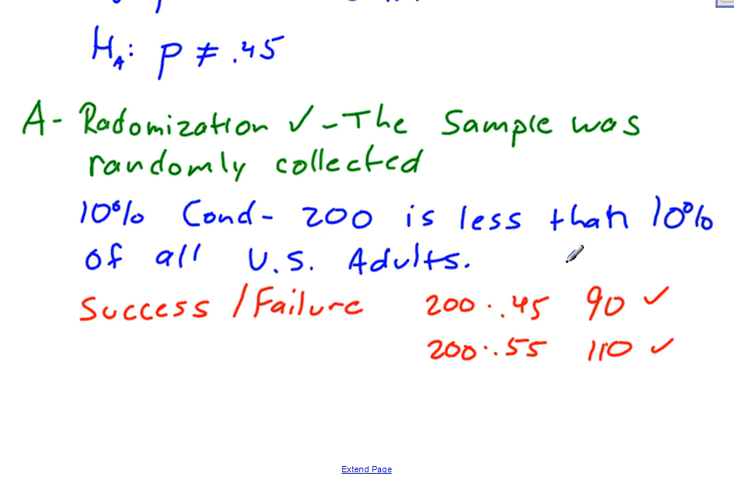 H_A: p ≠ .45
A- Radomization ✓ - The Sample was
randomly collected
10% Cond- 200 is less than 10%
of all U.S. Adults.
Success / Failure 200 · .45 90 ✓
200 · .55 110 ✓
Extend Page